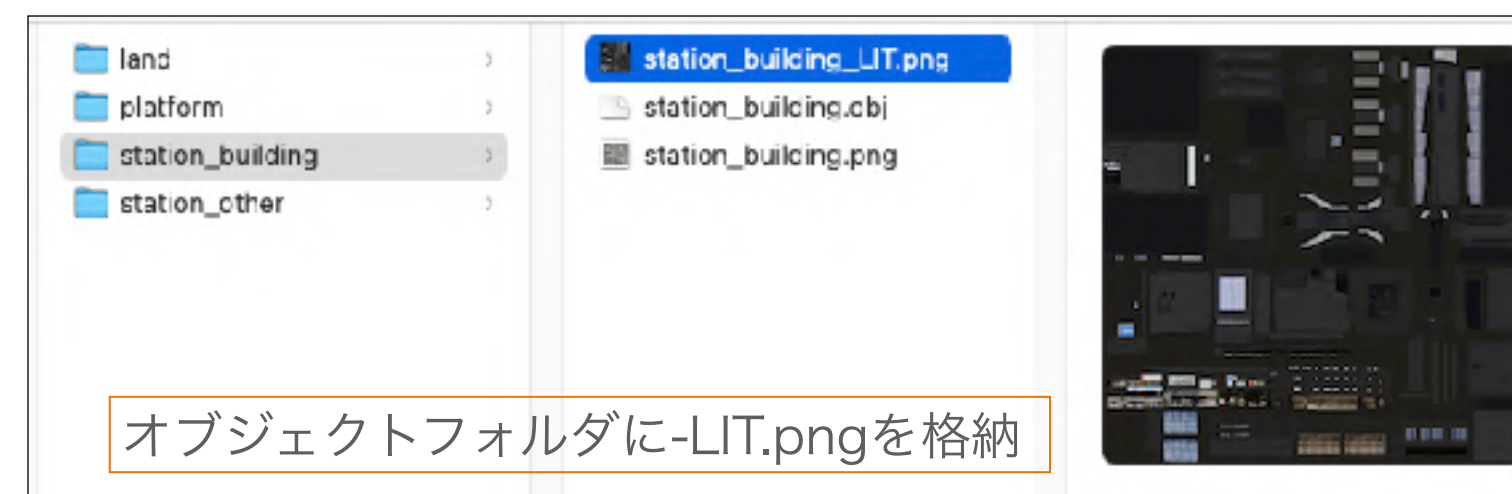 land
platform
station_building
station_other
station_building_LIT.png
station_building.obj
station_building.png
オブジェクトフォルダに-LIT.pngを格納